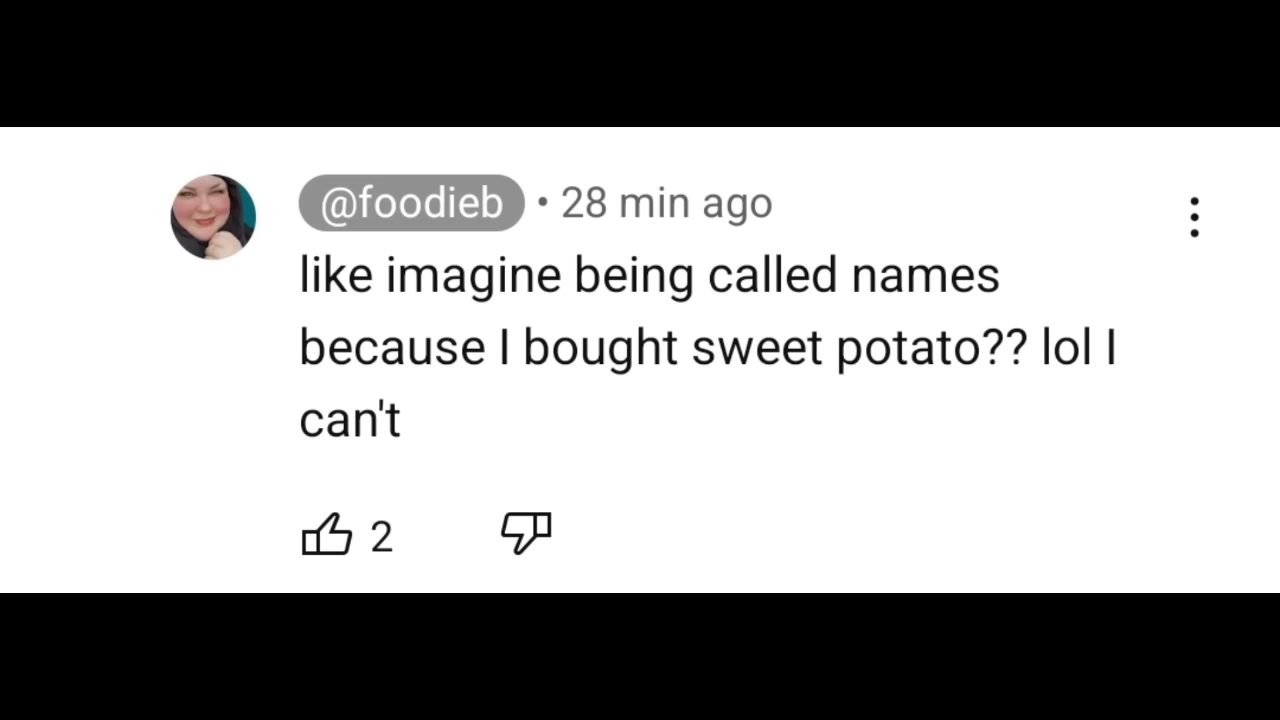 @foodieb • 28 min ago
like imagine being called names
because I bought sweet potato?? lol I
can't
2